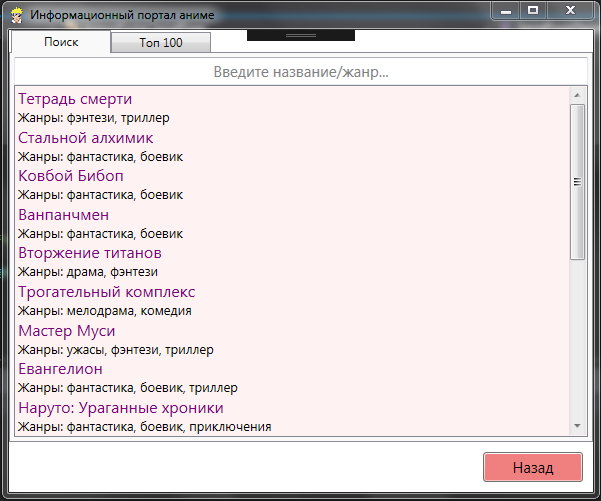 Информационный портал аниме
Поиск
Топ 100
Введите название/жанр...
Тетрадь смерти
Жанры: фэнтези, триллер
Стальной алхимик
Жанры: фантастика, боевик
Ковбой Бибоп
Жанры: фантастика, боевик
Ванпанчмен
Жанры: фантастика, боевик
Вторжение титанов
Жанры: драма, фэнтези
Трогательный комплекс
Жанры: мелодрама, комедия
Мастер Муси
Жанры: ужасы, фэнтези, триллер
Евангелион
Жанры: фантастика, боевик, триллер
Наруто: Ураганные хроники
Жанры: фантастика, боевик, приключения
Назад